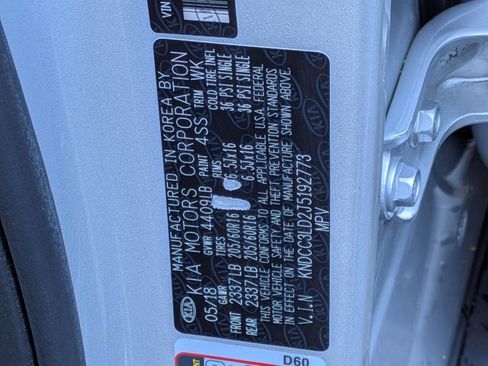 VIN
MANUFACTURED IN KOREA BY
KIA MOTORS CORPORATION
05/18 GVWR 4409LB PAINT 4SS TRIM WK
GAWR RIMS COLD TIRE INFL
FRONT 2337LB 205/60R16 6.5Jx16 36 PSI SINGLE
REAR 2337LB 205/60R16 6.5Jx16 36 PSI SINGLE
THIS VEHICLE CONFORMS TO ALL APPLICABLE U.S.A. FEDERAL
MOTOR VEHICLE SAFETY AND THEFT PREVENTION STANDARDS
IN EFFECT ON THE DATE OF MANUFACTURE SHOWN ABOVE.
V.I.N KNDCC3LD2J5192773
MPV
KIA
D60